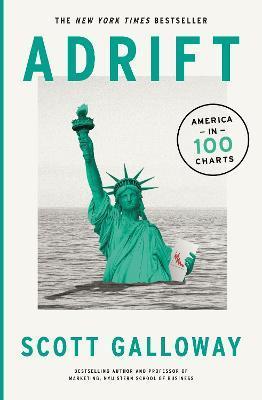 THE NEW YORK TIMES BESTSELLER
ADRIFT
AMERICA
– IN –
100
CHARTS
SCOTT GALLOWAY
BESTSELLING AUTHOR AND PROFESSOR OF
MARKETING, NYU STERN SCHOOL OF BUSINESS